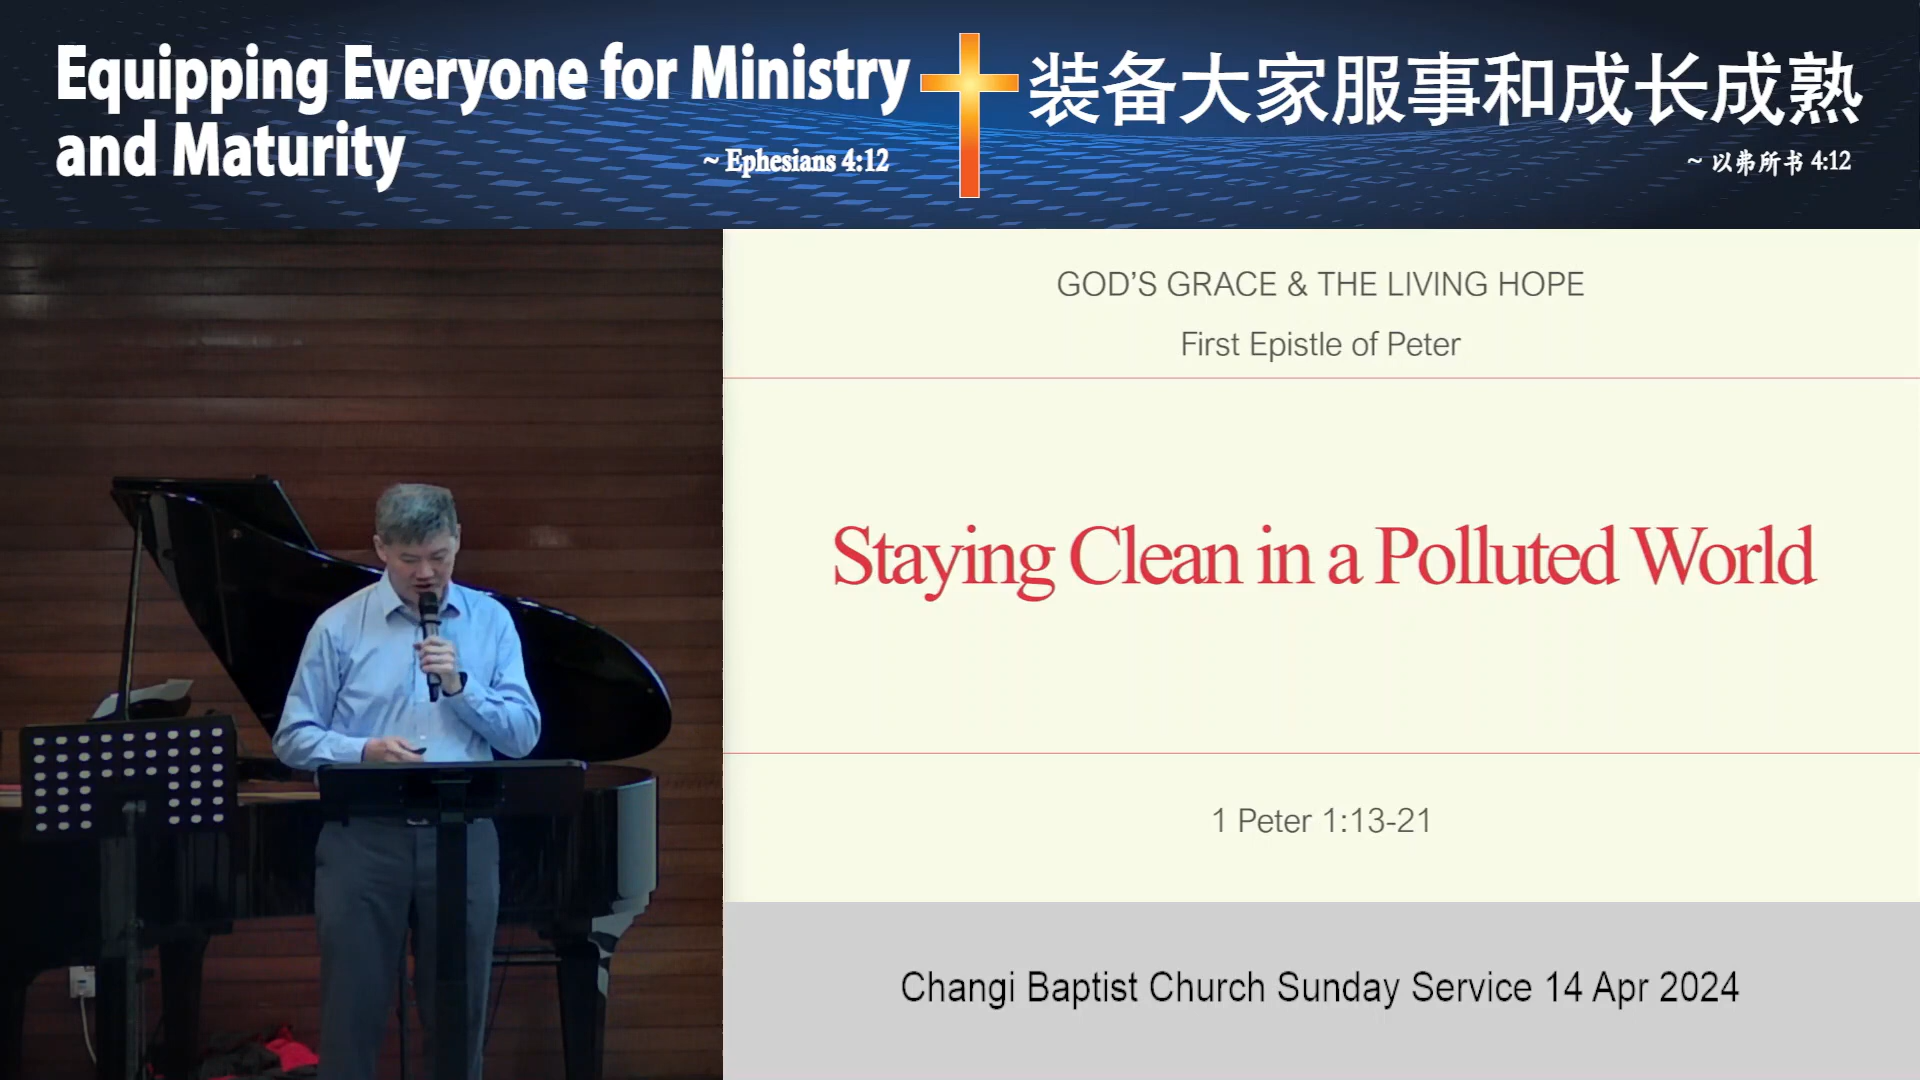 Equipping Everyone for Ministry
and Maturity
~ Ephesians 4:12
装备大家服事和成长成熟
~ 以弗所书 4:12
GOD’S GRACE & THE LIVING HOPE
First Epistle of Peter
Staying Clean in a Polluted World
1 Peter 1:13-21
Changi Baptist Church Sunday Service 14 Apr 2024